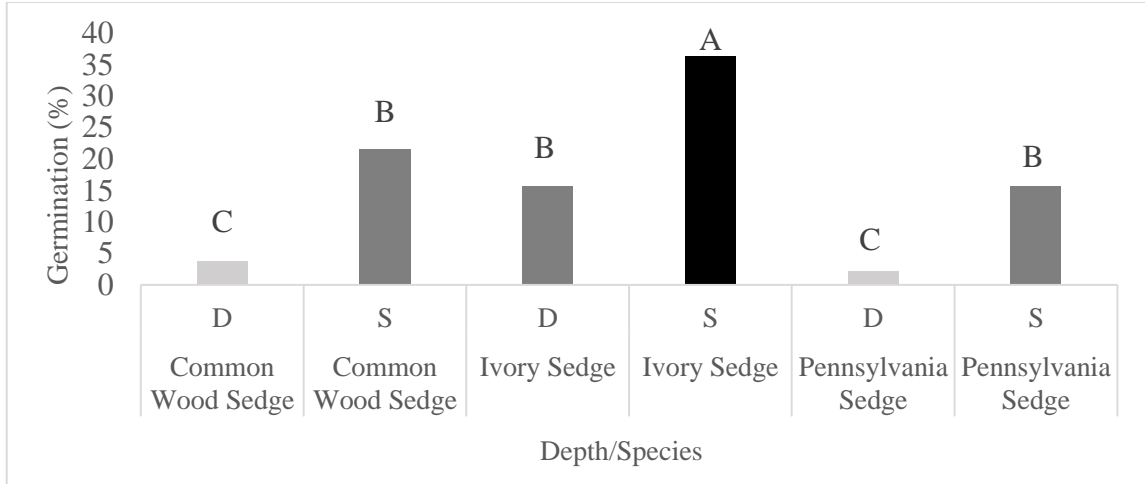 Germination (%)
40
35
30
25
20
15
10
5
0
C
B
B
A
C
B
D
S
D
S
D
S
Common
Wood Sedge
Common
Wood Sedge
Ivory Sedge
Ivory Sedge
Pennsylvania
Sedge
Pennsylvania
Sedge
Depth/Species